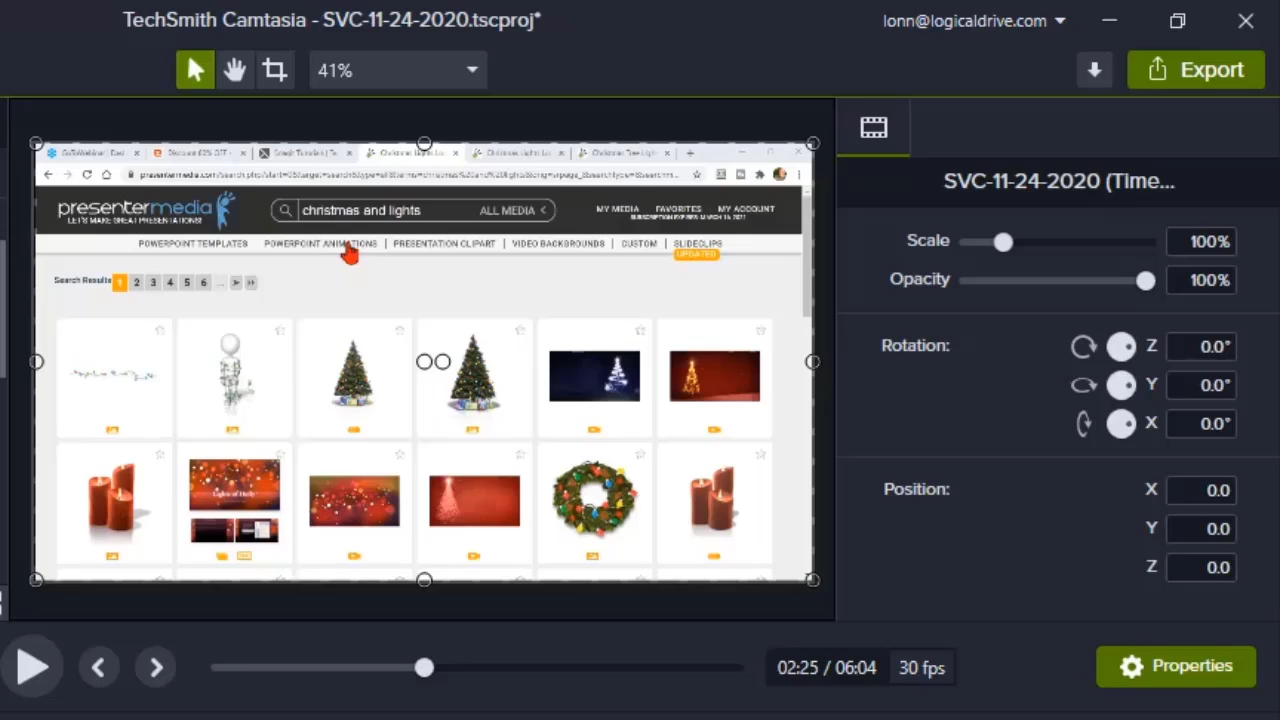 TechSmith Camtasia - SVC-11-24-2020.tscproj*
lonn@logicaldrive.com
41%
Export
SVC-11-24-2020 (Time...
presentermedia
LET'S MAKE GREAT PRESENTATIONS!
christmas and lights
ALL MEDIA
MY MEDIA FAVORITES MY ACCOUNT
POWERPOINT TEMPLATES POWERPOINT ANIMATIONS | PRESENTATION CLIPART | VIDEO BACKGROUNDS | CUSTOM | SLIDECLIPS
UPDATED
Search Results 1 2 3 4 5 6 ...
Lights of Holly
Scale 100%
Opacity 100%
Rotation: Z 0.0°
Y 0.0°
X 0.0°
Position: X 0.0
Y 0.0
Z 0.0
02:25 / 06:04 30 fps
Properties